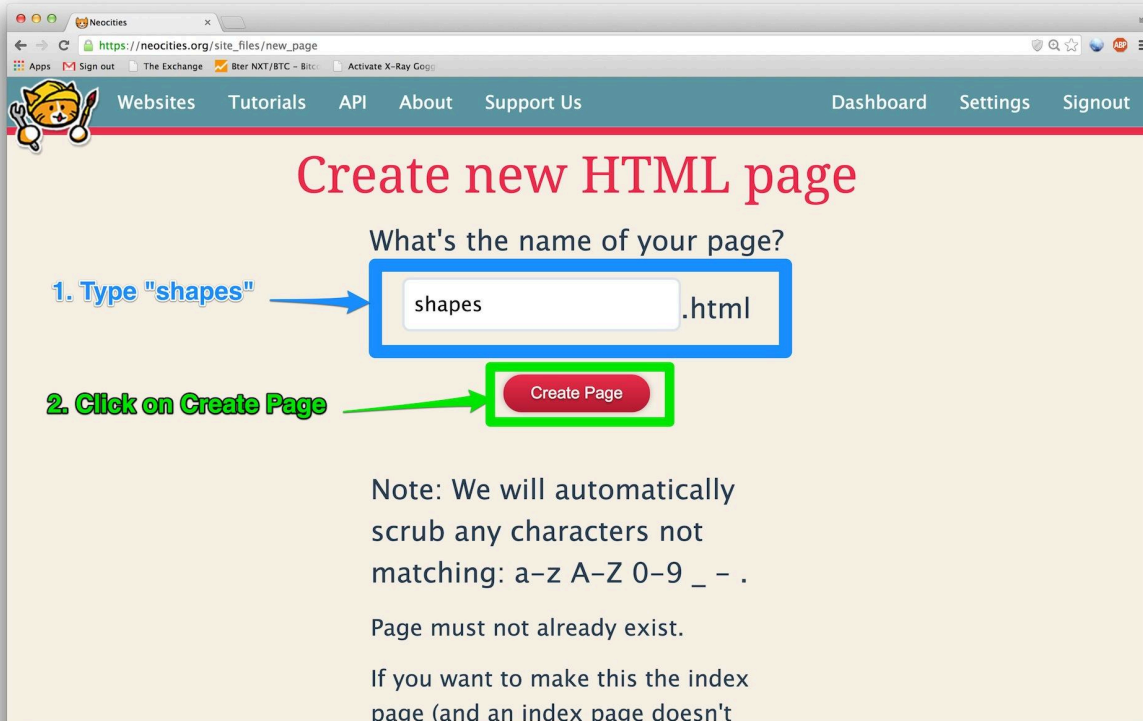 Neocities
https://neocities.org/site_files/new_page
ABP
Apps Sign out The Exchange Bter NXT/BTC - Bitc Activate X-Ray Gogg
Websites Tutorials API About Support Us Dashboard Settings Signout
Create new HTML page
What's the name of your page?
1. Type "shapes"
shapes .html
2. Click on Create Page
Create Page
Note: We will automatically
scrub any characters not
matching: a-z A-Z 0-9 _ - .
Page must not already exist.
If you want to make this the index
page (and an index page doesn't